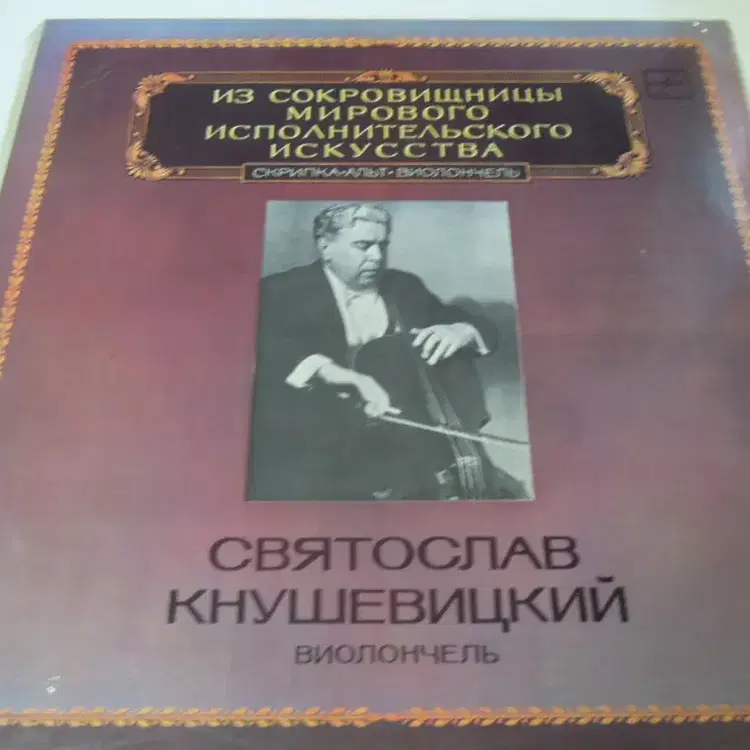 ИЗ СОКРОВИЩНИЦЫ
МИРОВОГО
ИСПОЛНИТЕЛЬСКОГО
ИСКУССТВА
СКРИПКА·АЛЬТ·ВИОЛОНЧЕЛЬ
СВЯТОСЛАВ
КНУШЕВИЦКИЙ
ВИОЛОНЧЕЛЬ